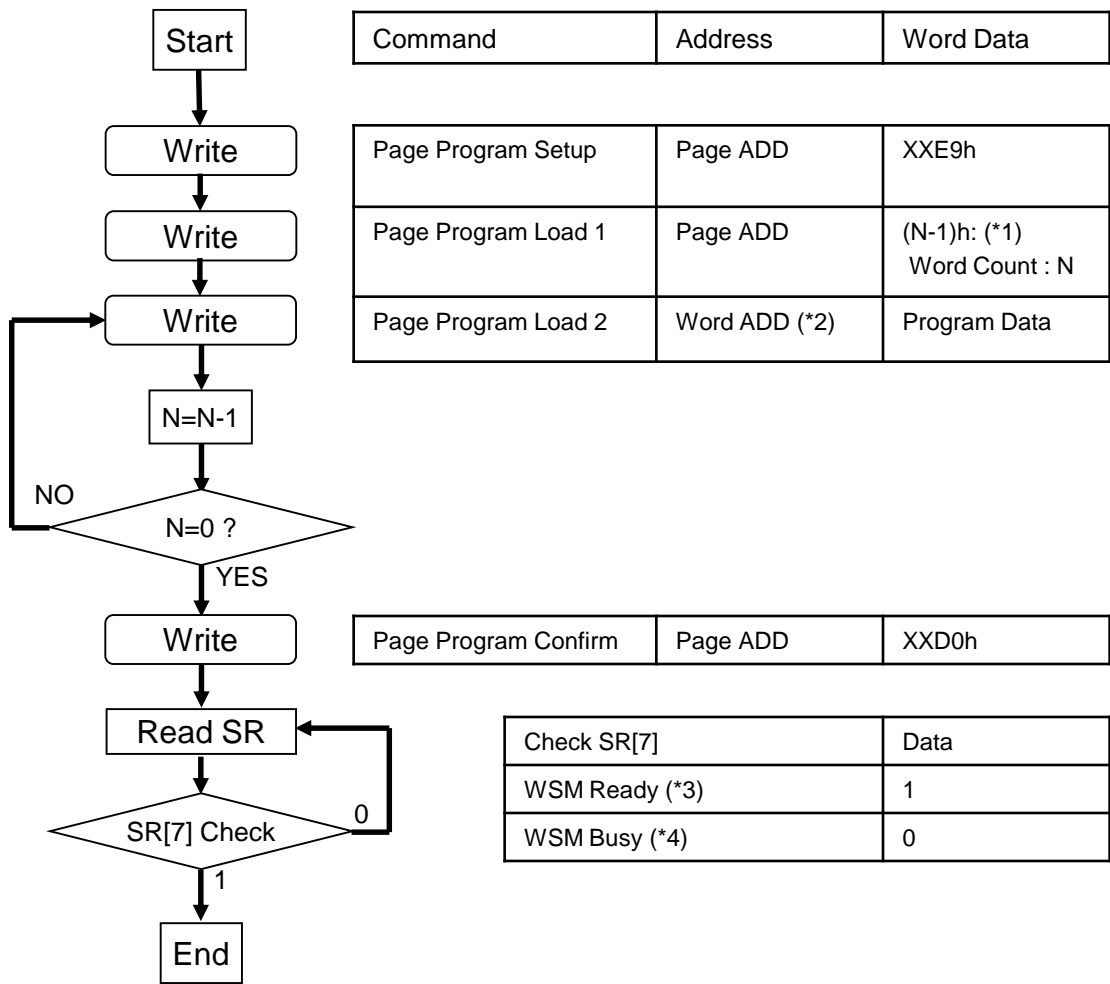 Start
Command Address Word Data
Write
Page Program Setup Page ADD XXE9h
Write
Page Program Load 1 Page ADD (N-1)h: (*1)
Word Count : N
Write
Page Program Load 2 Word ADD (*2) Program Data
N=N-1
NO
N=0 ?
YES
Write
Page Program Confirm Page ADD XXD0h
Read SR
Check SR[7] Data
WSM Ready (*3) 1
0
SR[7] Check
WSM Busy (*4) 0
1
End